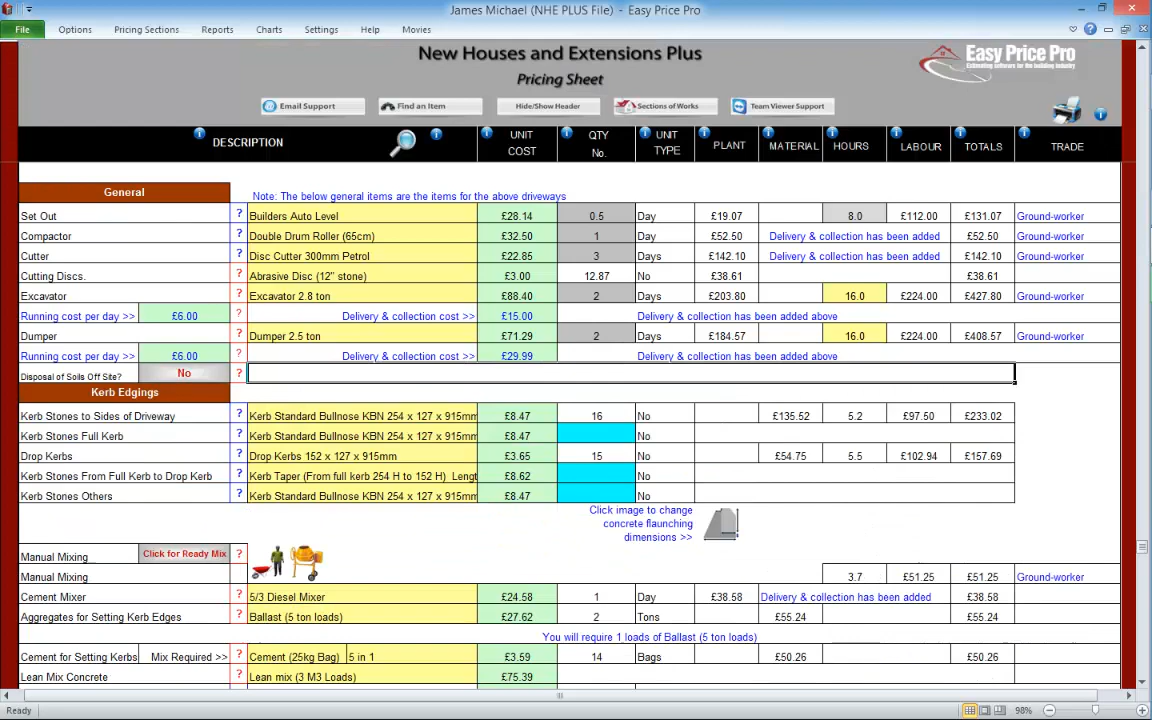 James Michael (NHE PLUS File) - Easy Price Pro
File Options Pricing Sections Reports Charts Settings Help Movies
New Houses and Extensions Plus
Pricing Sheet
Easy Price Pro
Estimating software for the building industry
Email Support Find an Item Hide/Show Header Sections of Works Team Viewer Support
DESCRIPTION UNIT COST QTY No. UNIT TYPE PLANT MATERIAL HOURS LABOUR TOTALS TRADE
General Note: The below general items are the items for the above driveways
Set Out ? Builders Auto Level £28.14 0.5 Day £19.07 8.0 £112.00 £131.07 Ground-worker
Compactor ? Double Drum Roller (65cm) £32.50 1 Day £52.50 Delivery & collection has been added £52.50 Ground-worker
Cutter ? Disc Cutter 300mm Petrol £22.85 3 Days £142.10 Delivery & collection has been added £142.10 Ground-worker
Cutting Discs. ? Abrasive Disc (12" stone) £3.00 12.87 No £38.61 £38.61
Excavator ? Excavator 2.8 ton £88.40 2 Days £203.80 16.0 £224.00 £427.80 Ground-worker
Running cost per day >> £6.00 ? Delivery & collection cost >> £15.00 Delivery & collection has been added above
Dumper ? Dumper 2.5 ton £71.29 2 Days £184.57 16.0 £224.00 £408.57 Ground-worker
Running cost per day >> £6.00 ? Delivery & collection cost >> £29.99 Delivery & collection has been added above
Disposal of Soils Off Site? No ?
Kerb Edgings
Kerb Stones to Sides of Driveway ? Kerb Standard Bullnose KBN 254 x 127 x 915mm £8.47 16 No £135.52 5.2 £97.50 £233.02
Kerb Stones Full Kerb ? Kerb Standard Bullnose KBN 254 x 127 x 915mm £8.47 No
Drop Kerbs ? Drop Kerbs 152 x 127 x 915mm £3.65 15 No £54.75 5.5 £102.94 £157.69
Kerb Stones From Full Kerb to Drop Kerb ? Kerb Taper (From full kerb 254 H to 152 H) Lengt £8.62 No
Kerb Stones Others ? Kerb Standard Bullnose KBN 254 x 127 x 915mm £8.47 No
Click image to change
concrete flaunching
dimensions >>
Manual Mixing Click for Ready Mix ?
Manual Mixing 3.7 £51.25 £51.25 Ground-worker
Cement Mixer ? 5/3 Diesel Mixer £24.58 1 Day £38.58 Delivery & collection has been added £38.58
Aggregates for Setting Kerb Edges ? Ballast (5 ton loads) £27.62 2 Tons £55.24 £55.24
You will require 1 loads of Ballast (5 ton loads)
Cement for Setting Kerbs Mix Required >> ? Cement (25kg Bag) 5 in 1 £3.59 14 Bags £50.26 £50.26
Lean Mix Concrete ? Lean mix (3 M3 Loads) £75.39
Ready 98%